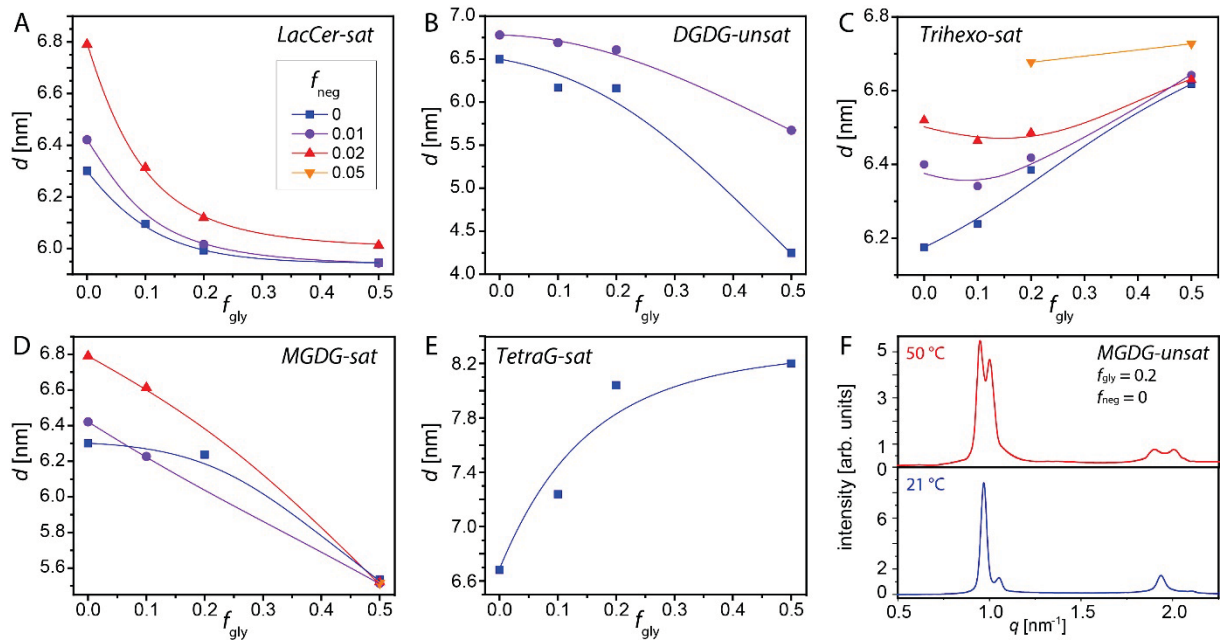 A
LacCer-sat
d [nm]
6.8
6.6
6.4
6.2
6.0
f_neg
0
0.01
0.02
0.05
0.0 0.1 0.2 0.3 0.4 0.5
f_gly
B
DGDG-unsat
d [nm]
7.0
6.5
6.0
5.5
5.0
4.5
4.0
0.0 0.1 0.2 0.3 0.4 0.5
f_gly
C
Trihexo-sat
d [nm]
6.8
6.6
6.4
6.2
0.0 0.1 0.2 0.3 0.4 0.5
f_gly
D
MGDG-sat
d [nm]
6.8
6.6
6.4
6.2
6.0
5.8
5.6
0.0 0.1 0.2 0.3 0.4 0.5
f_gly
E
TetraG-sat
d [nm]
8.2
7.8
7.4
7.0
6.6
0.0 0.1 0.2 0.3 0.4 0.5
f_gly
F
50 °C
MGDG-unsat
f_gly = 0.2
f_neg = 0
intensity [arb. units]
5
3
1
0
21 °C
6
2
0
0.5 1.0 1.5 2.0
q [nm⁻¹]